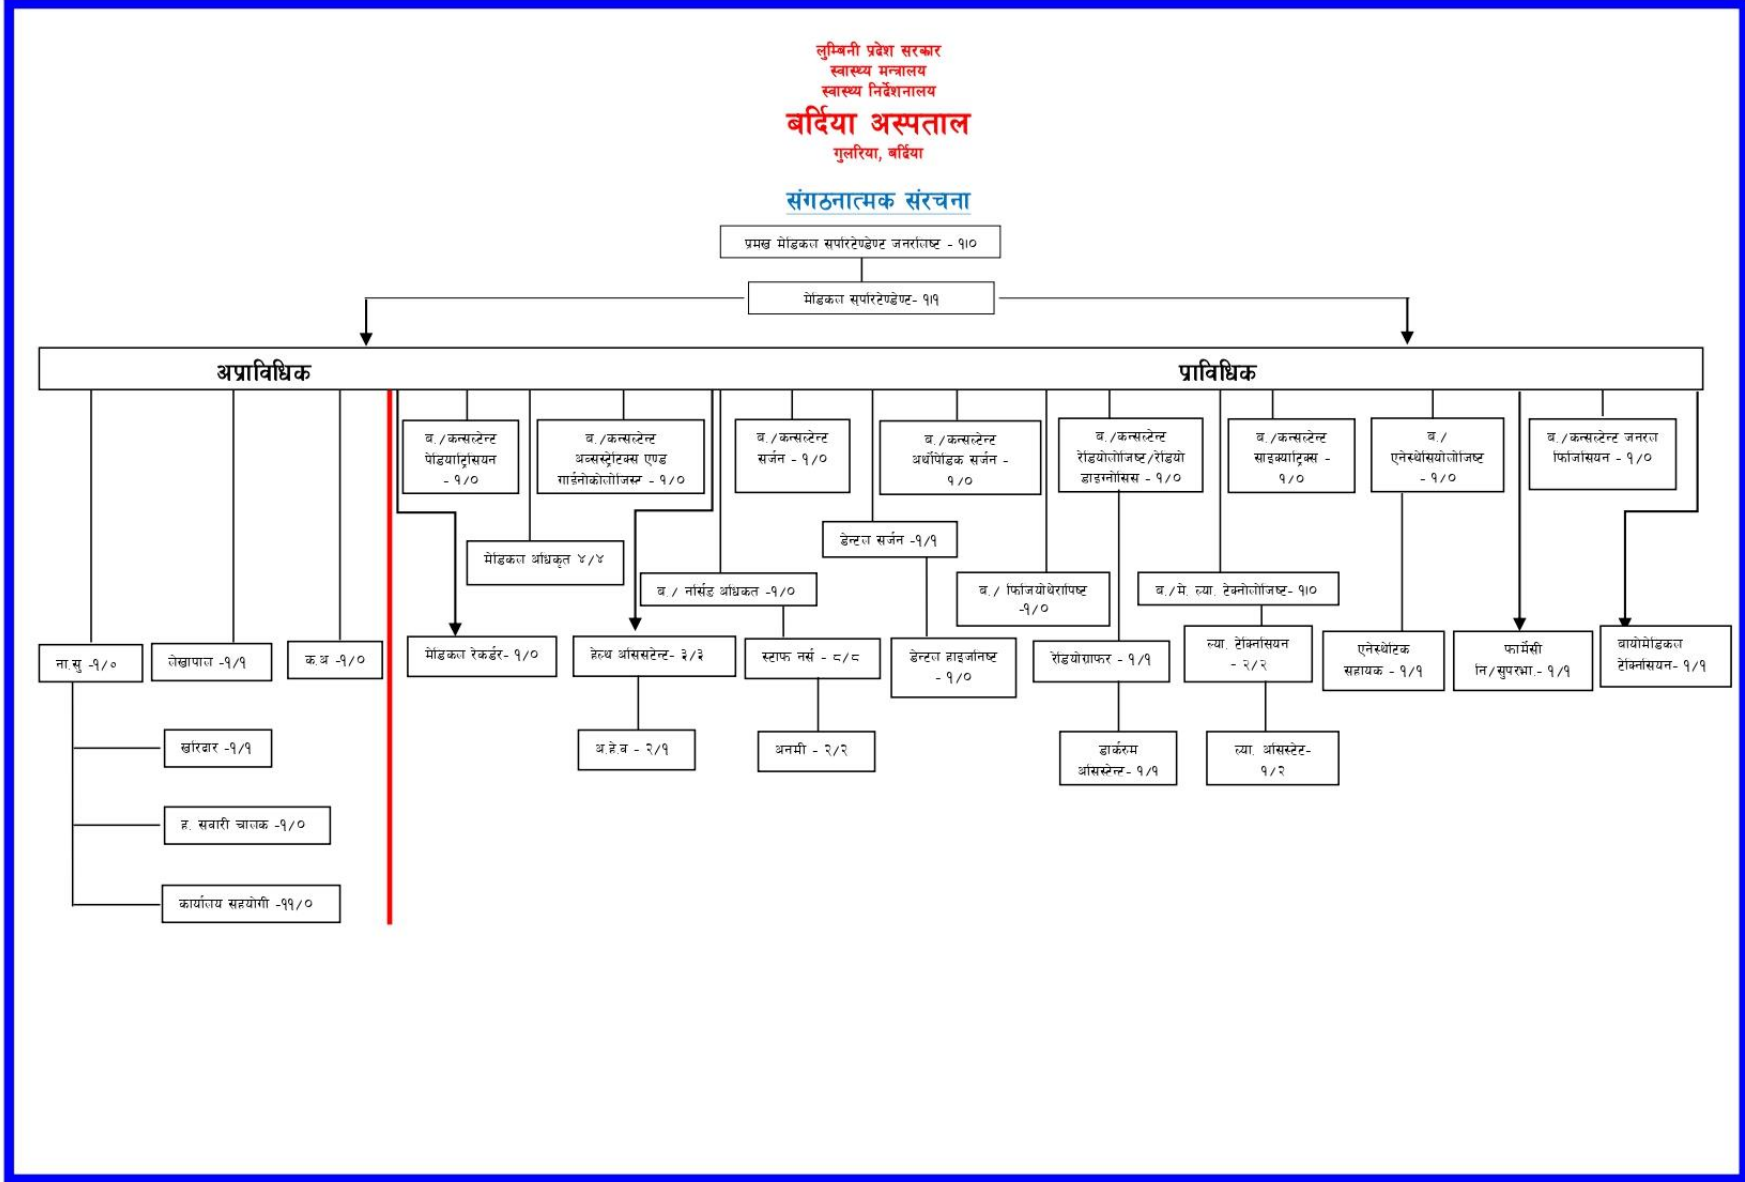 लुम्बिनी प्रदेश सरकार
स्वास्थ्य मन्त्रालय
स्वास्थ्य निर्देशनालय
बर्दिया अस्पताल
गुलरिया, बर्दिया
संगठनात्मक संरचना
प्रमख मेडिकल सपरिटेण्डेण्ट जनरलिष्ट - १।०
मेडिकल सुपरिटेण्डेण्ट- १।१
अप्राविधिक
प्राविधिक
ब./कन्सल्टेन्ट
पेडियाट्रिसियन
- १/०
ब./कन्सल्टेन्ट
अब्सस्ट्रेटिक्स एण्ड
गाईनोकोलोजिस्ट - १/०
ब./कन्सल्टेन्ट
सर्जन - १/०
ब./कन्सल्टेन्ट
अर्थोपेडिक सर्जन -
१/०
ब./कन्सल्टेन्ट
रेडियोलोजिष्ट/रेडियो
डाइग्नोसिस - १/०
ब./कन्सल्टेन्ट
साइक्याट्रिक्स -
१/०
ब./
एनेस्थेसियोलोजिष्ट
- १/०
ब./कन्सल्टेन्ट जनरल
फिजिसियन - १/०
डेन्टल सर्जन -१/१
मेडिकल अधिकृत ४/४
ब./ नर्सिङ अधिकत -१/०
ब./ फिजियोथेरापिष्ट
-१/०
ब./मे. ल्या. टेक्नोलोजिष्ट- १।०
ना.सु -१/०
लेखापाल -१/१
क.अ -१/०
मेडिकल रेकर्डर- १/०
हेल्थ अससिटेन्ट- ३/३
स्टाफ नर्स - ८/८
डेन्टल हाइजनिष्ट
- १/०
रेडियोग्राफर - १/१
ल्या. टेक्निसियन
- २/२
एनेस्थेटिक
सहायक - १/१
फार्मेसी
नि/सुपरभा.- १/१
बायोमेडिकल
टेक्निसियन- १/१
खरिदार -१/१
अ.हे.व - २/१
अनमी - २/२
डार्करुम
असिस्टेन्ट- १/१
ल्या. असिस्टेट-
१/२
ह. सवारी चालक -१/०
कार्यालय सहयोगी -११/०